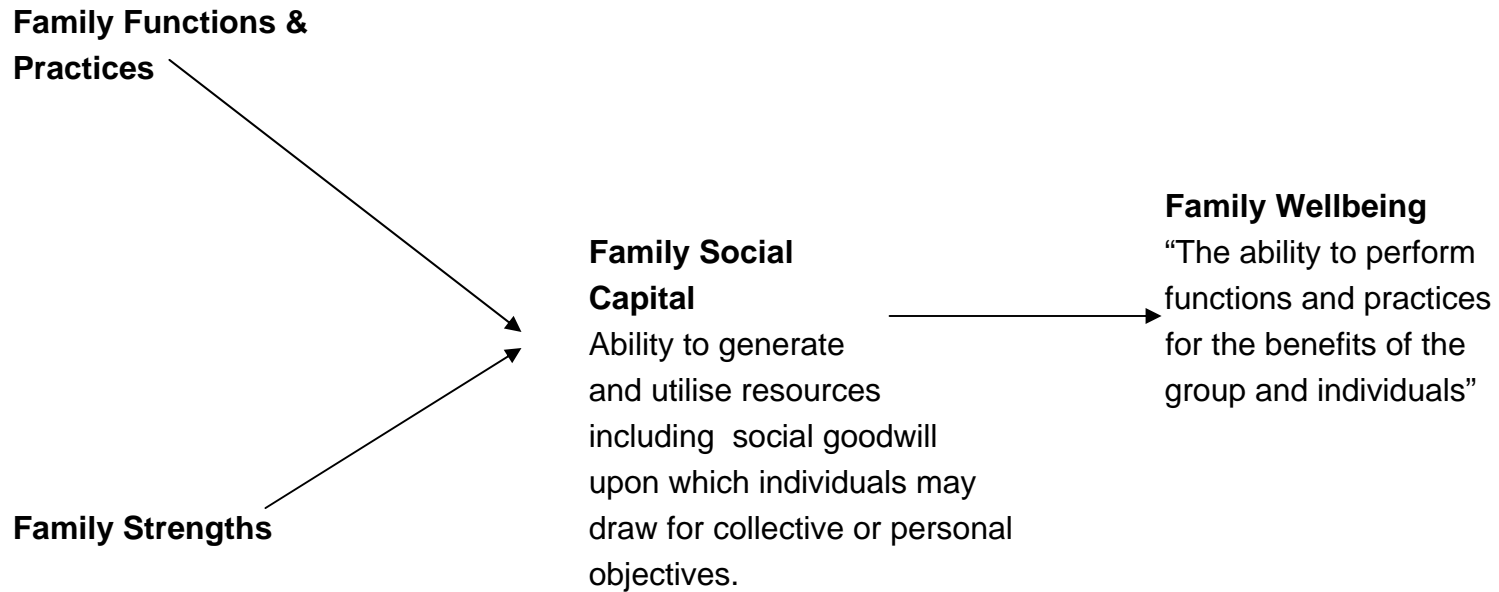 Family Functions &
Practices
Family Strengths
Family Social
Capital
Ability to generate
and utilise resources
including  social goodwill
upon which individuals may
draw for collective or personal
objectives.
Family Wellbeing
“The ability to perform
functions and practices
for the benefits of the
group and individuals”